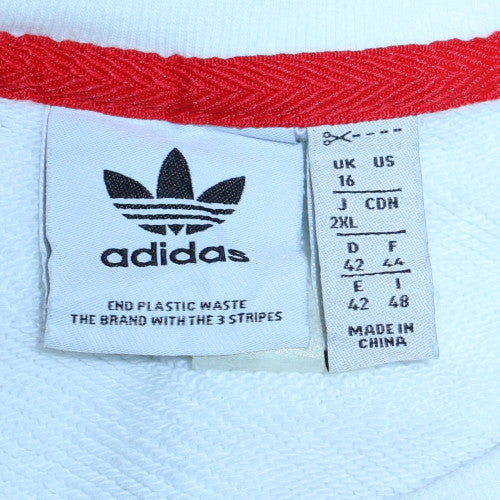 adidas
END PLASTIC WASTE
THE BRAND WITH THE 3 STRIPES
UK US
16
J CDN
2XL
D F
42 44
E I
42 48
MADE IN
CHINA